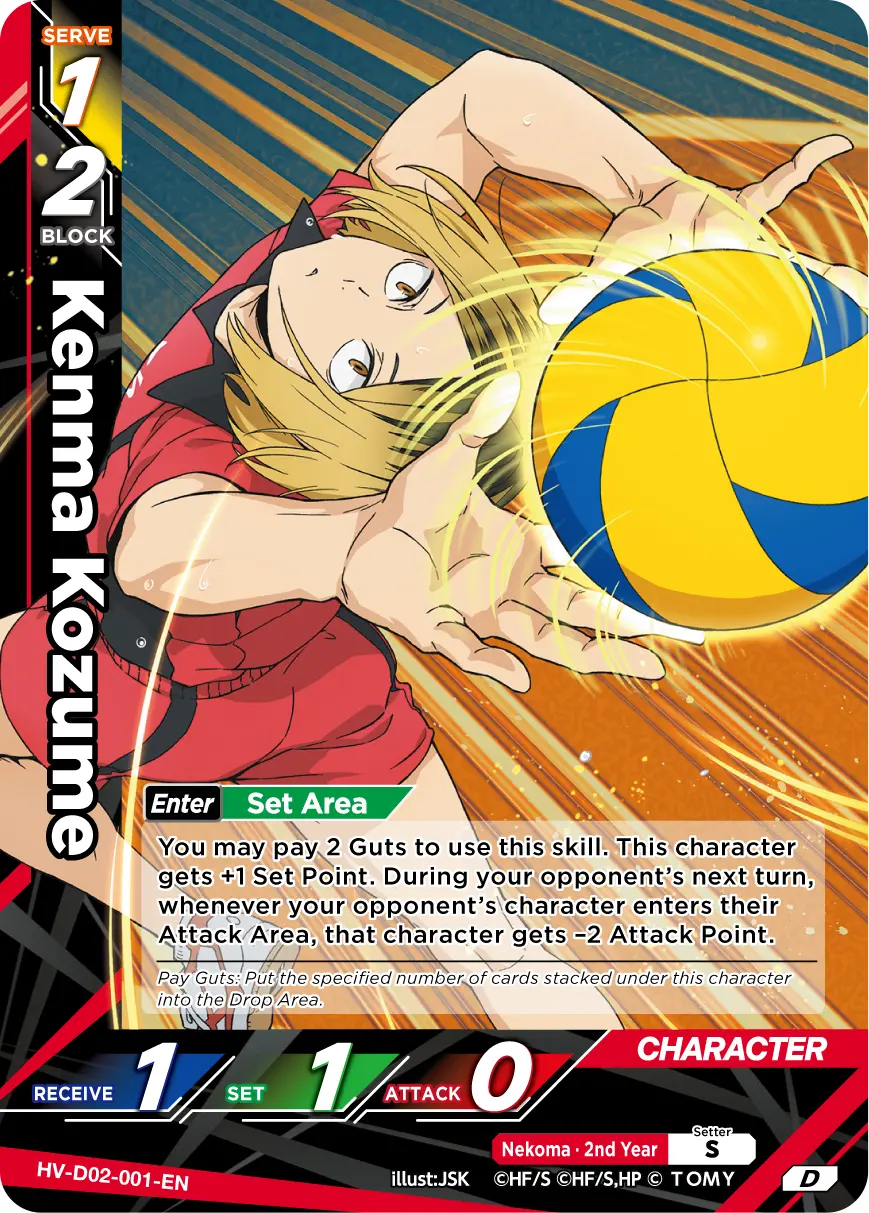 SERVE
1
2
BLOCK
Kenma Kozume
Enter Set Area
You may pay 2 Guts to use this skill. This character
gets +1 Set Point. During your opponent's next turn,
whenever your opponent's character enters their
Attack Area, that character gets –2 Attack Point.
Pay Guts: Put the specified number of cards stacked under this character
into the Drop Area.
CHARACTER
RECEIVE 1 SET 1 ATTACK 0
Setter
Nekoma · 2nd Year S
HV-D02-001-EN illust:JSK ©HF/S ©HF/S,HP © TOMY D